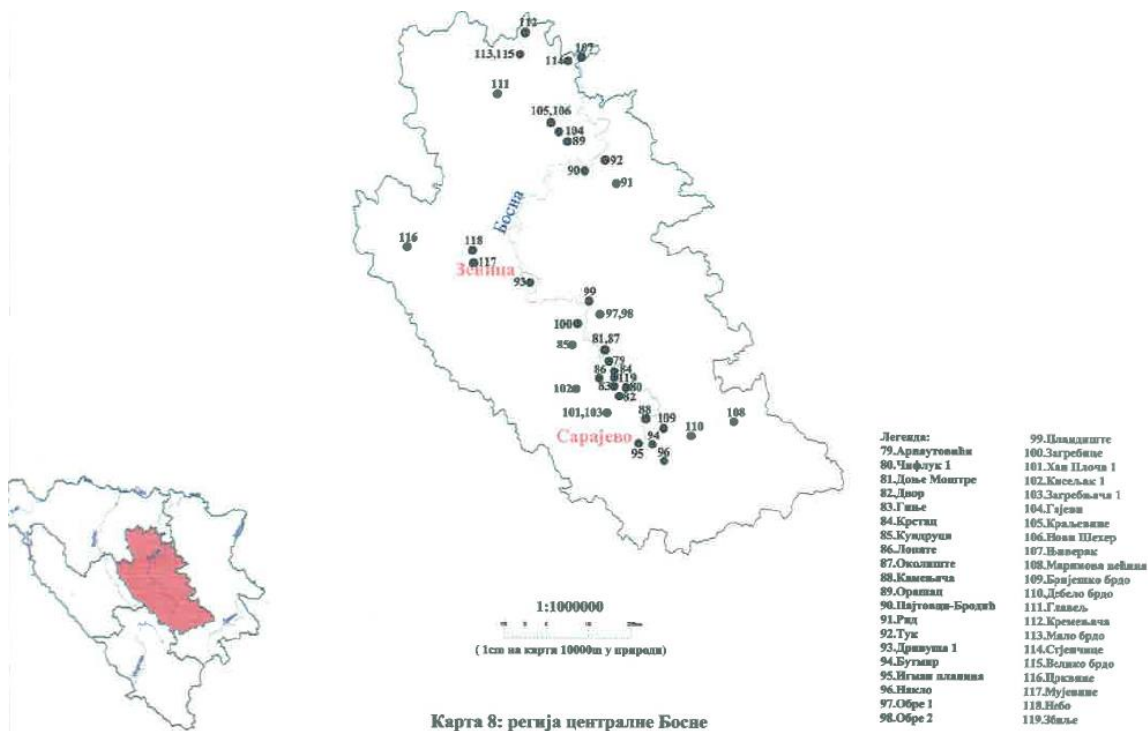 112
113,115
107
114
111
105,106
104
89
92
90
91
Босна
116
118
117
Зеница
93
99
97,98
100
81,87
85
79
86
84
119
83
80
102
82
101,103
88
109
108
Сарајево
94
110
95
96
Легенда:
79.Арнаутовићи
80.Чифлук 1
81.Доње Моштре
82.Двор
83.Гиње
84.Крстац
85.Кундруци
86.Лопате
87.Околиште
88.Камењача
89.Орашац
90.Пајтовци-Бродић
91.Рид
92.Тук
93.Дривуша 1
94.Бутмир
95.Игман планина
96.Накло
97.Обре 1
98.Обре 2
99.Пландиште
100.Загребнице
101.Хан Плоча 1
102.Кисељак 1
103.Загребњача 1
104.Гајеви
105.Краљевине
106.Нови Шехер
107.Њиверак
108.Маринова пећина
109.Бријешко брдо
110.Дебело брдо
111.Главељ
112.Кремењача
113.Мало брдо
114.Стјенчице
115.Велико брдо
116.Црквине
117.Мујевине
118.Небо
119.Збиље
1:1000000
( 1cm на карти 10000m у природи)
Карта 8: регија централне Босне